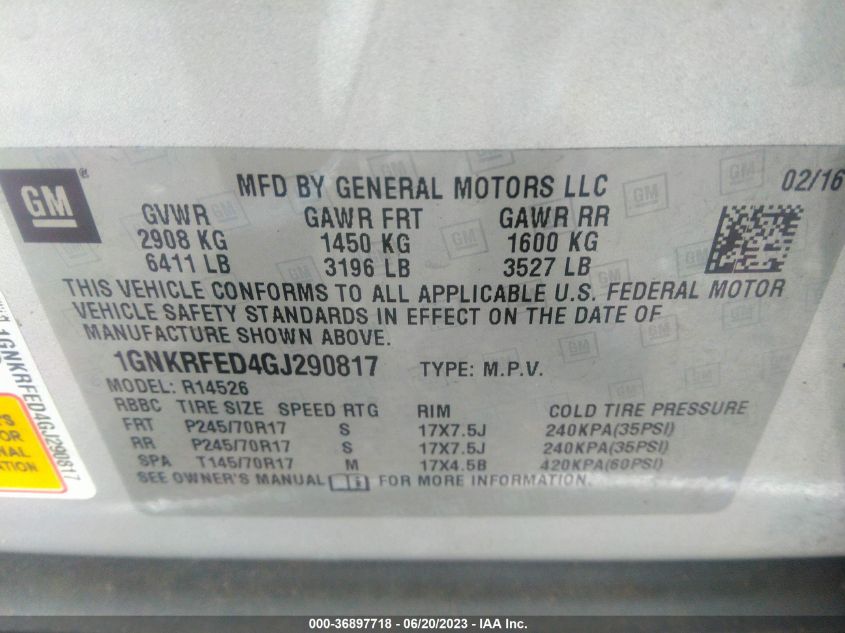 GM
MFD BY GENERAL MOTORS LLC 02/16
GVWR GAWR FRT GAWR RR
2908 KG 1450 KG 1600 KG
6411 LB 3196 LB 3527 LB
THIS VEHICLE CONFORMS TO ALL APPLICABLE U.S. FEDERAL MOTOR
VEHICLE SAFETY STANDARDS IN EFFECT ON THE DATE OF
MANUFACTURE SHOWN ABOVE.
1GNKRFED4GJ290817 TYPE: M.P.V.
MODEL: R14526
RBBC TIRE SIZE SPEED RTG RIM COLD TIRE PRESSURE
FRT P245/70R17 S 17X7.5J 240KPA(35PSI)
RR P245/70R17 S 17X7.5J 240KPA(35PSI)
SPA T145/70R17 M 17X4.5B 420KPA(60PSI)
SEE OWNER'S MANUAL FOR MORE INFORMATION.
1GNKRFED4GJ290817
000-36897718 - 06/20/2023 - IAA Inc.